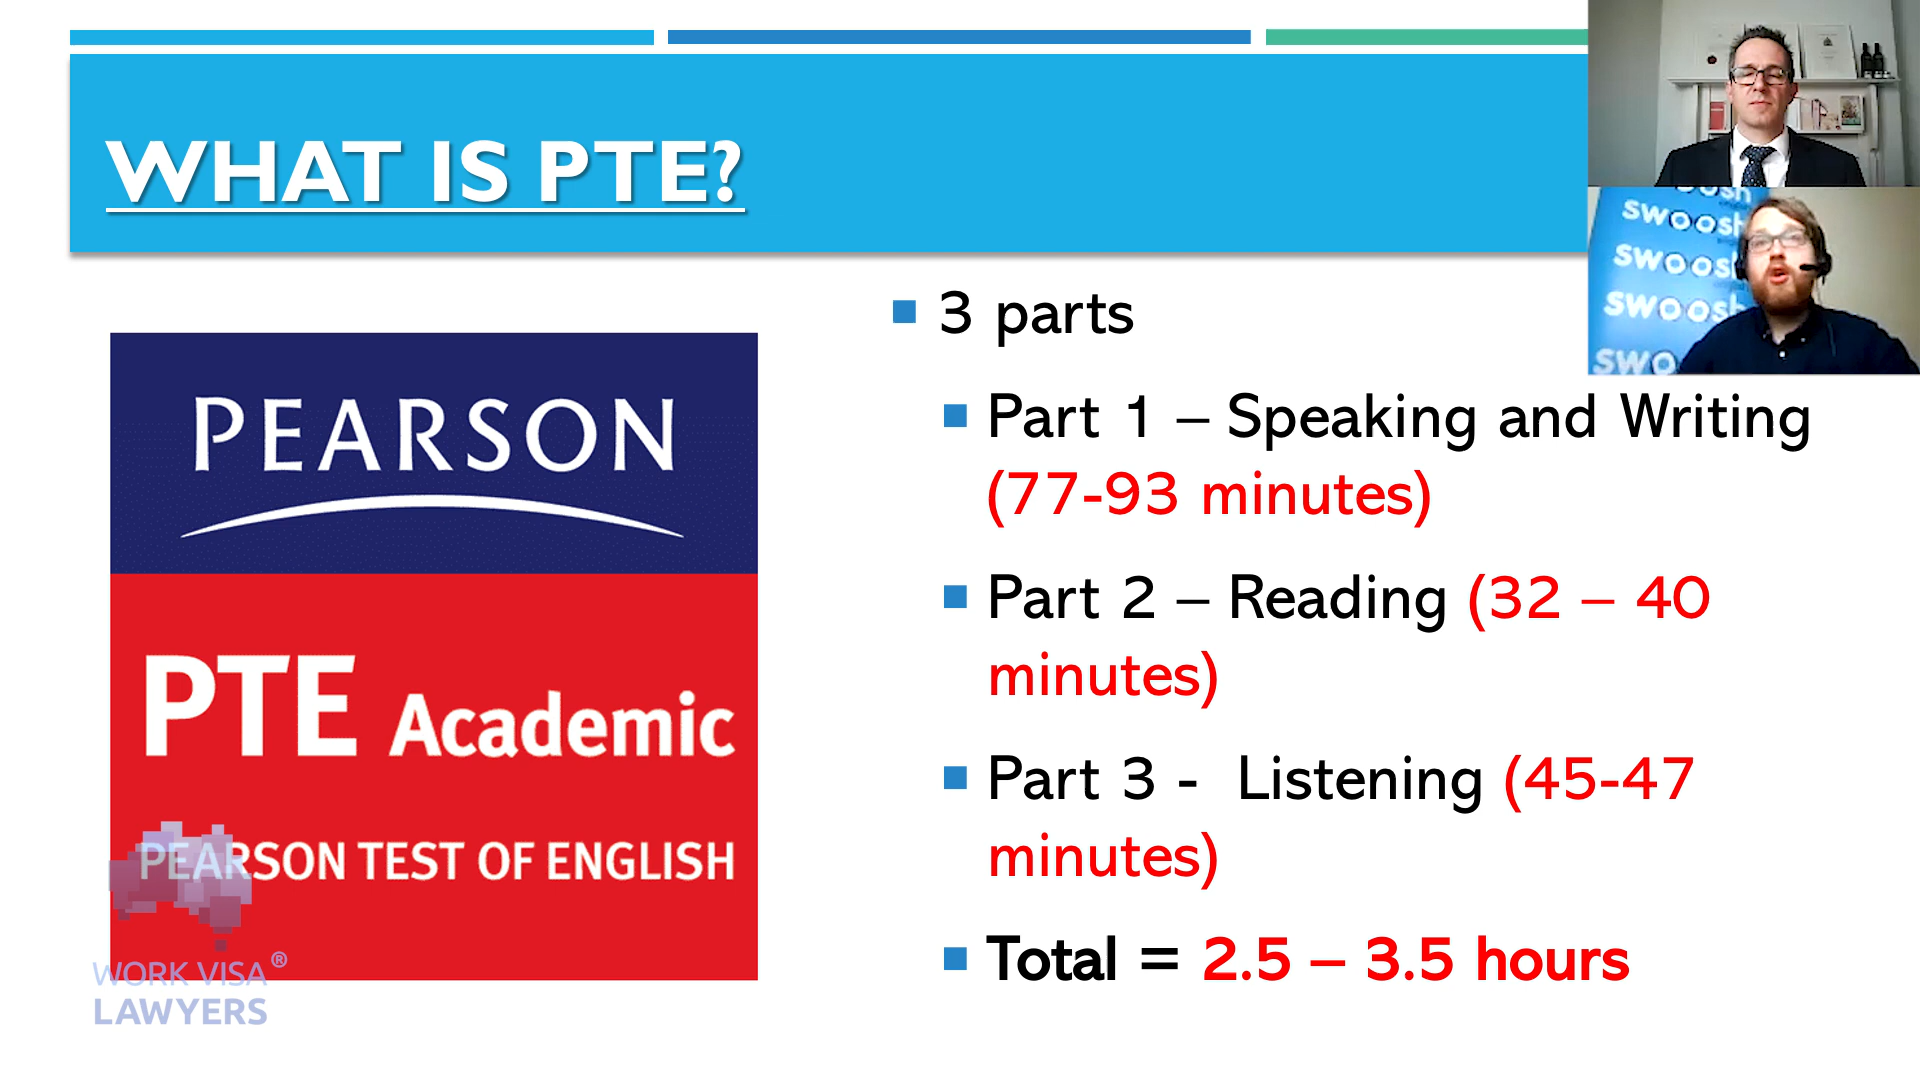 WHAT IS PTE?
3 parts
Part 1 – Speaking and Writing
(77-93 minutes)
Part 2 – Reading (32 – 40
minutes)
Part 3 - Listening (45-47
minutes)
Total = 2.5 – 3.5 hours
PEARSON
PTE Academic
PEARSON TEST OF ENGLISH
WORK VISA®
LAWYERS
swoosh
swoosh
swoosh